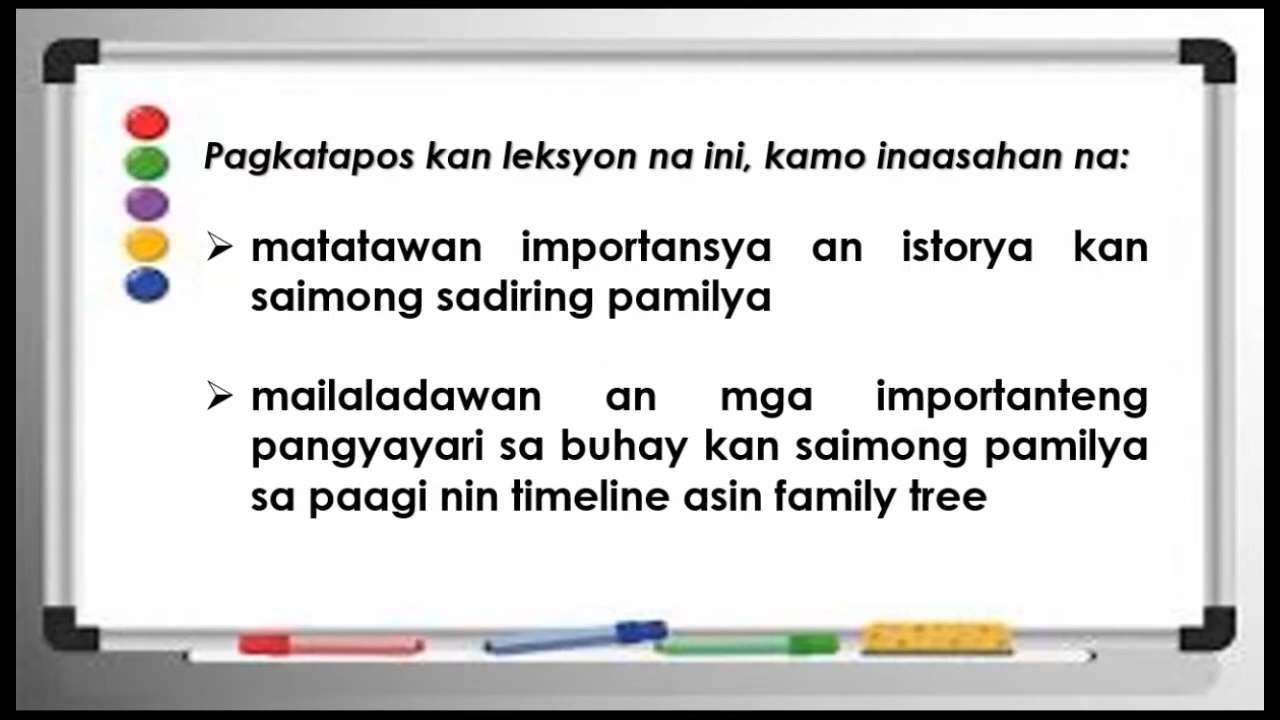 Pagkatapos kan leksyon na ini, kamo inaasahan na:
➢ matatawan importansya an istorya kan
saimong sadiring pamilya
➢ mailaladawan an mga importanteng
pangyayari sa buhay kan saimong pamilya
sa paagi nin timeline asin family tree